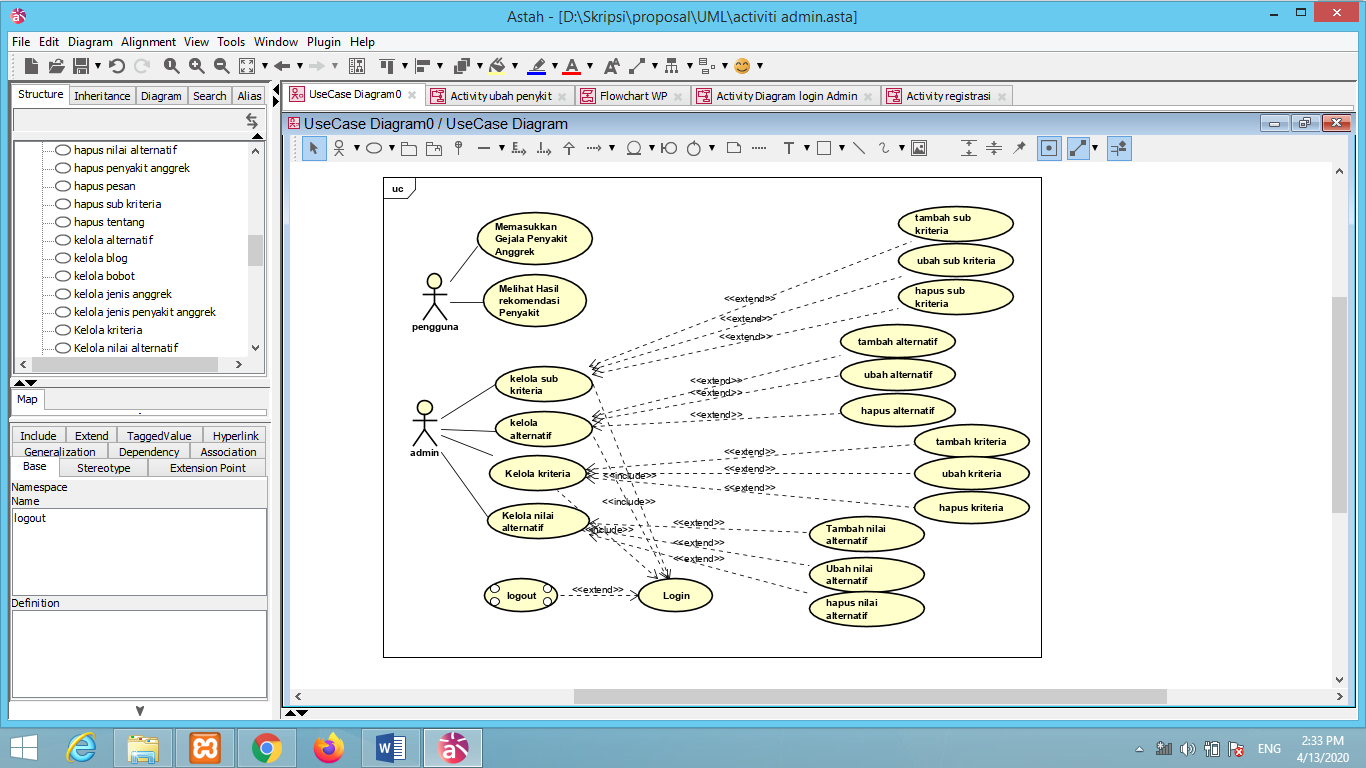 Astah - [D:\Skripsi\proposal\UML\activiti admin.asta]
File Edit Diagram Alignment View Tools Window Plugin Help
Structure Inheritance Diagram Search Alias
hapus nilai alternatif
hapus penyakit anggrek
hapus pesan
hapus sub kriteria
hapus tentang
kelola alternatif
kelola blog
kelola bobot
kelola jenis anggrek
kelola jenis penyakit anggrek
Kelola kriteria
Kelola nilai alternatif
Map
Include Extend TaggedValue Hyperlink
Generalization Dependency Association
Base Stereotype Extension Point
Namespace
Name
logout
Definition
UseCase Diagram0 Activity ubah penykit Flowchart WP Activity Diagram login Admin Activity registrasi
UseCase Diagram0 / UseCase Diagram
uc
Memasukkan
Gejala Penyakit
Anggrek
Melihat Hasil
rekomendasi
Penyakit
pengguna
tambah sub
kriteria
ubah sub kriteria
hapus sub
kriteria
<<extend>>
<<extend>>
<<extend>>
tambah alternatif
ubah alternatif
hapus alternatif
<<extend>>
<<extend>>
<<extend>>
kelola sub
kriteria
kelola
alternatif
admin
Kelola kriteria
Kelola nilai
alternatif
tambah kriteria
ubah kriteria
hapus kriteria
<<extend>>
<<extend>>
<<extend>>
<<include>>
<<include>>
<<include>>
<<extend>>
<<extend>>
<<extend>>
Tambah nilai
alternatif
Ubah nilai
alternatif
hapus nilai
alternatif
logout
<<extend>>
Login
ENG
2:33 PM
4/13/2020